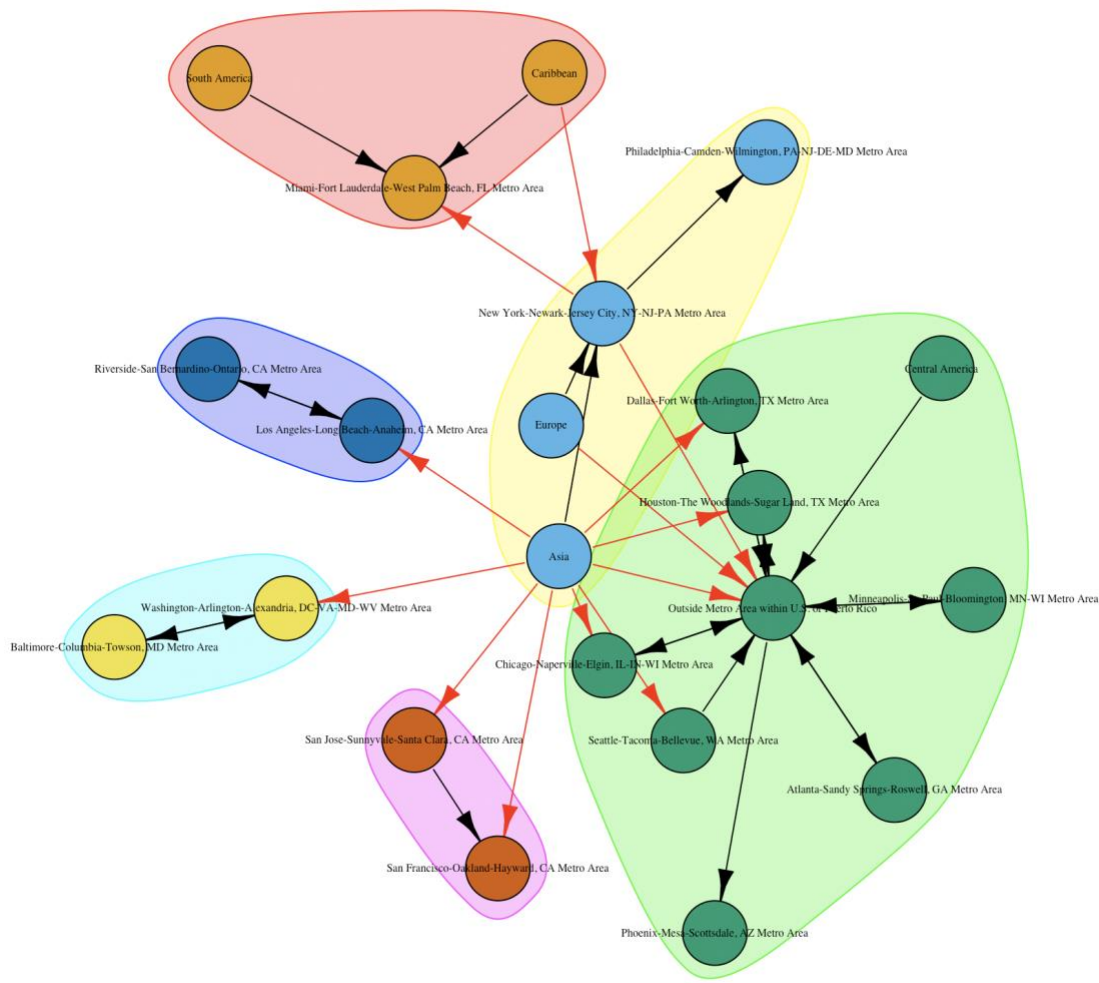 South America
Caribbean
Philadelphia-Camden-Wilmington, PA-NJ-DE-MD Metro Area
Miami-Fort Lauderdale-West Palm Beach, FL Metro Area
New York-Newark-Jersey City, NY-NJ-PA Metro Area
Riverside-San Bernardino-Ontario, CA Metro Area
Central America
Dallas-Fort Worth-Arlington, TX Metro Area
Los Angeles-Long Beach-Anaheim, CA Metro Area
Europe
Houston-The Woodlands-Sugar Land, TX Metro Area
Asia
Minneapolis-St. Paul-Bloomington, MN-WI Metro Area
Washington-Arlington-Alexandria, DC-VA-MD-WV Metro Area
Outside Metro Area within U.S. or Puerto Rico
Baltimore-Columbia-Towson, MD Metro Area
Chicago-Naperville-Elgin, IL-IN-WI Metro Area
San Jose-Sunnyvale-Santa Clara, CA Metro Area
Seattle-Tacoma-Bellevue, WA Metro Area
Atlanta-Sandy Springs-Roswell, GA Metro Area
San Francisco-Oakland-Hayward, CA Metro Area
Phoenix-Mesa-Scottsdale, AZ Metro Area